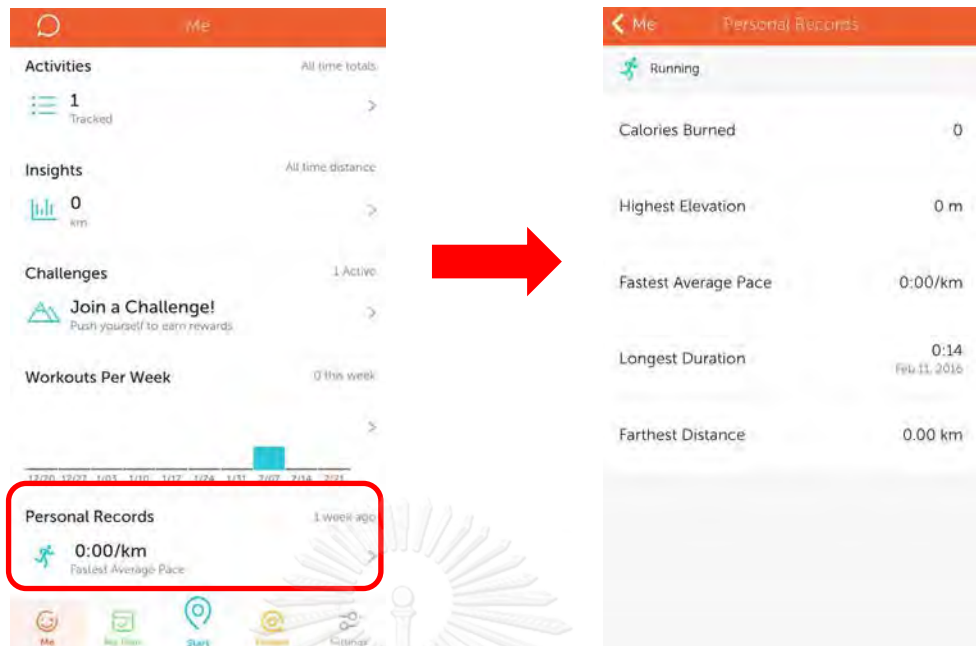 Me
Activities
All time totals
1
Tracked
Insights
All time distance
0
km
Challenges
1 Active
Join a Challenge!
Push yourself to earn rewards
Workouts Per Week
0 this week
12/20 12/27 1/03 1/10 1/17 1/24 1/31 2/07 2/14 2/21
Personal Records
1 week ago
0:00/km
Fastest Average Pace
Me
Start
Me
Personal Records
Running
Calories Burned
0
Highest Elevation
0 m
Fastest Average Pace
0:00/km
Longest Duration
0:14
Feb 11, 2016
Farthest Distance
0.00 km